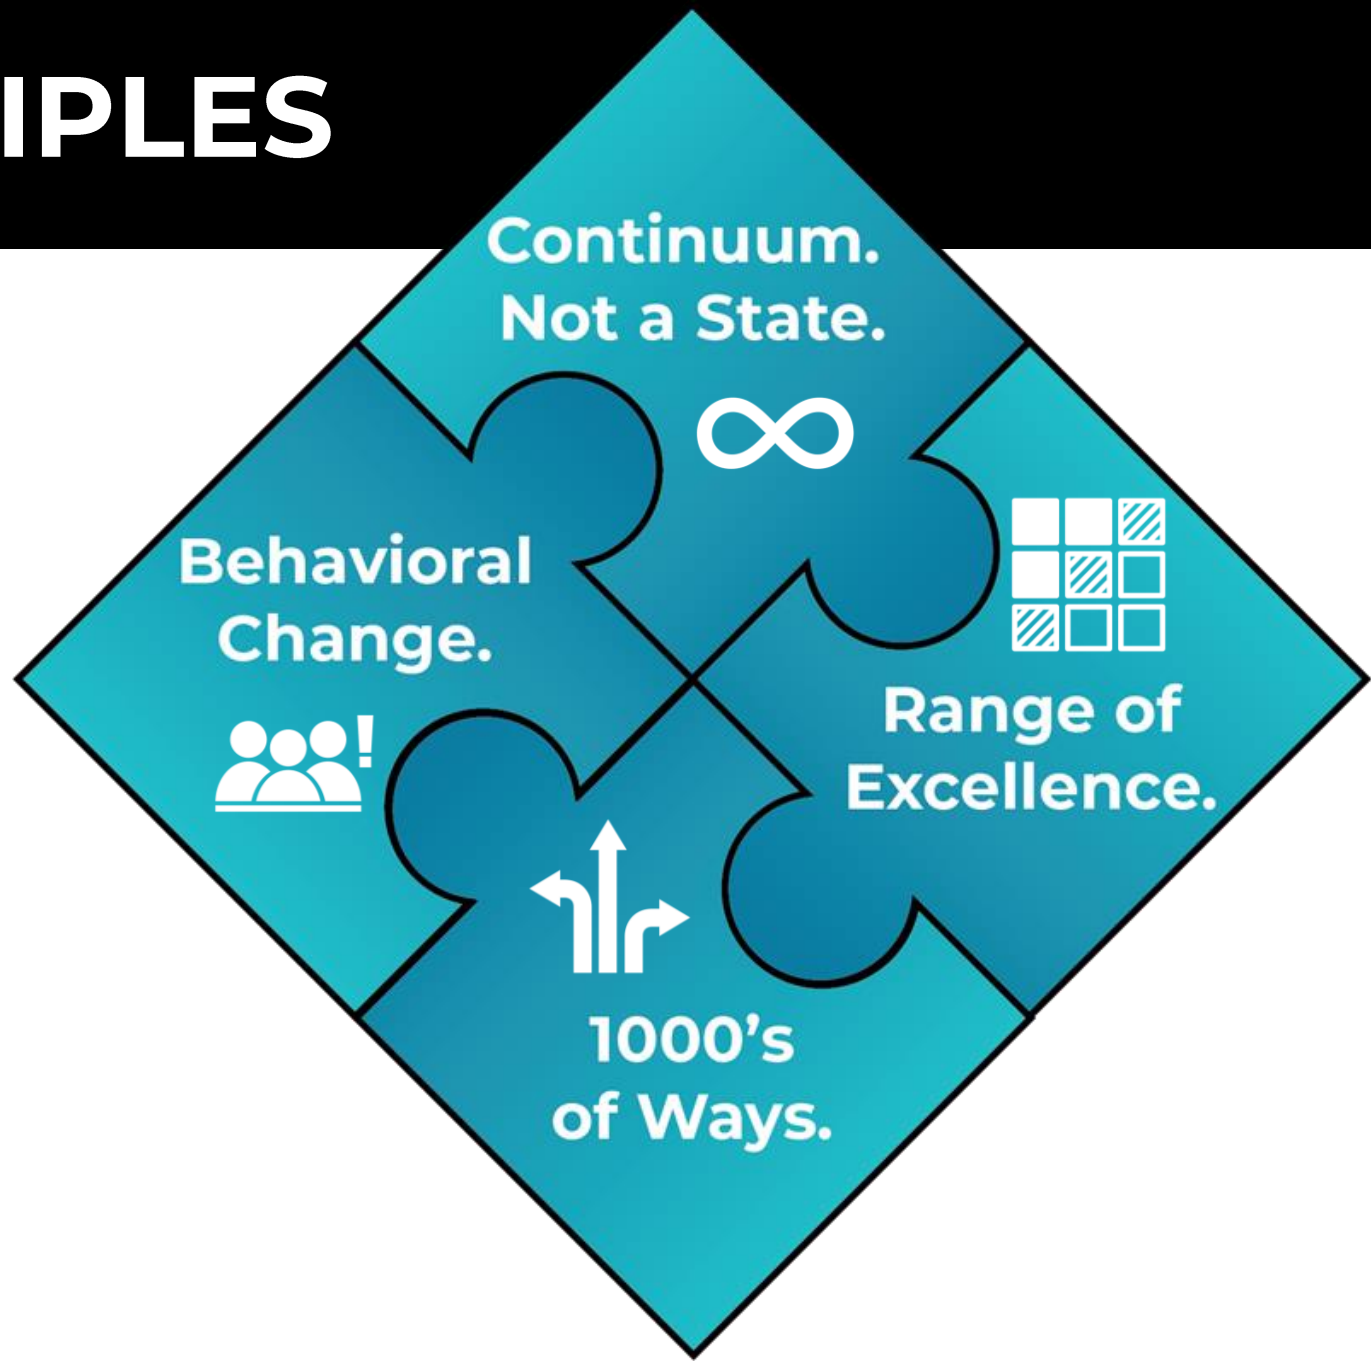 IPLES
Continuum.
Not a State.
Behavioral
Change.
!
Range of
Excellence.
1000’s
of Ways.